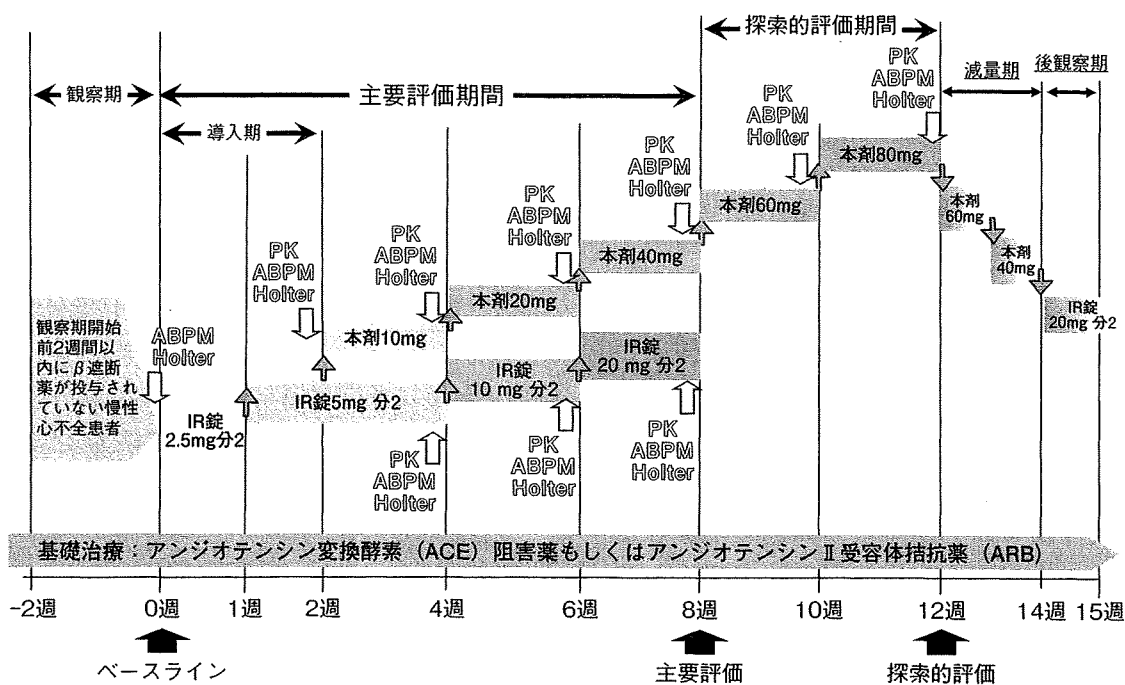 探索的評価期間
PK
ABPM
Holter
減量期
後観察期
観察期
主要評価期間
PK
ABPM
Holter
導入期
本剤80mg
PK
ABPM
Holter
本剤60mg
本剤
60mg
PK
ABPM
Holter
本剤40mg
本剤
40mg
PK
ABPM
Holter
PK
ABPM
Holter
本剤20mg
IR錠
20mg 分2
観察期開始
前2週間以
内にβ遮断
薬が投与され
ていない慢性
心不全患者
ABPM
Holter
本剤10mg
IR錠
20 mg 分2
IR錠
10 mg 分2
IR錠5mg 分2
IR錠
2.5mg分2
PK
ABPM
Holter
PK
ABPM
Holter
PK
ABPM
Holter
基礎治療：アンジオテンシン変換酵素（ACE）阻害薬もしくはアンジオテンシンⅡ受容体拮抗薬（ARB）
-2週 0週 1週 2週 4週 6週 8週 10週 12週 14週 15週
ベースライン 主要評価 探索的評価